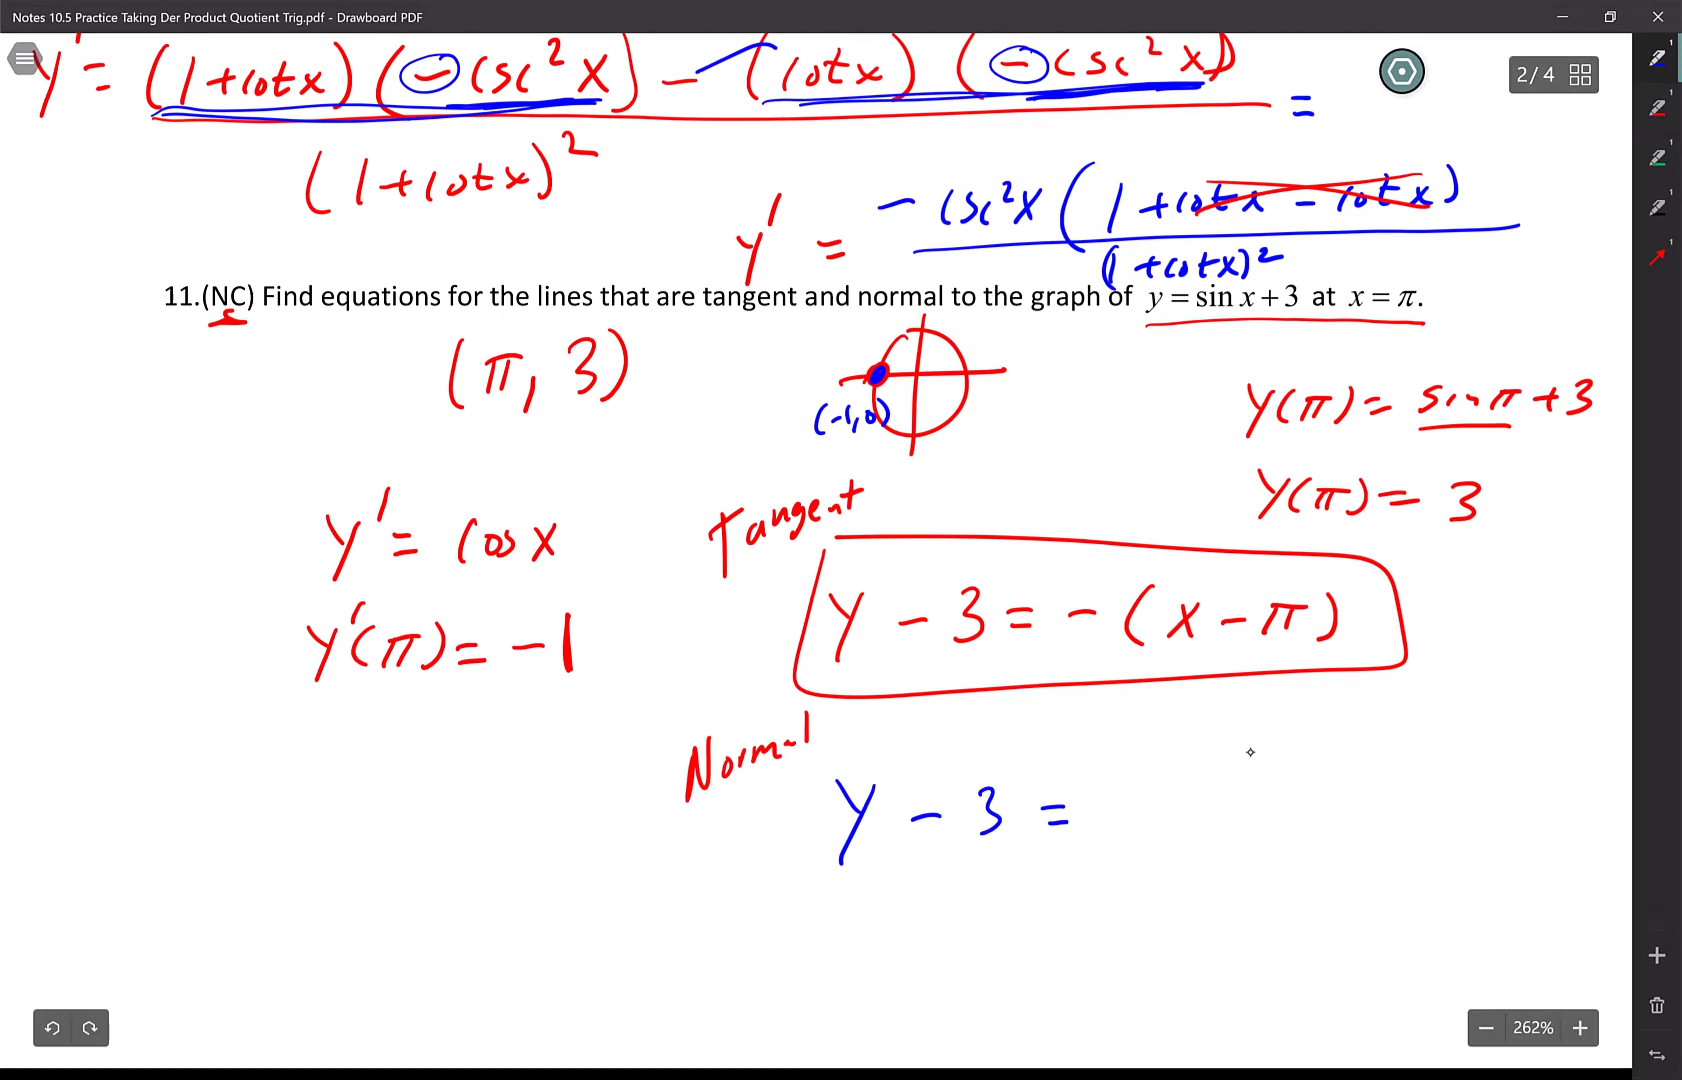 Notes 10.5 Practice Taking Der Product Quotient Trig.pdf - Drawboard PDF
2/4
y' = (1+cotx)(-csc²x) - (cotx)(-csc²x) =
(1+cotx)²
y' = -csc²x(1+cotx-cotx)
(1+cotx)²
11.(NC) Find equations for the lines that are tangent and normal to the graph of y = sin x + 3 at x = π.
(π, 3)
(-1,0)
y(π) = sinπ + 3
y(π) = 3
Tangent
y' = cosx
y - 3 = -(x - π)
y'(π) = -1
Normal
y - 3 =
262%